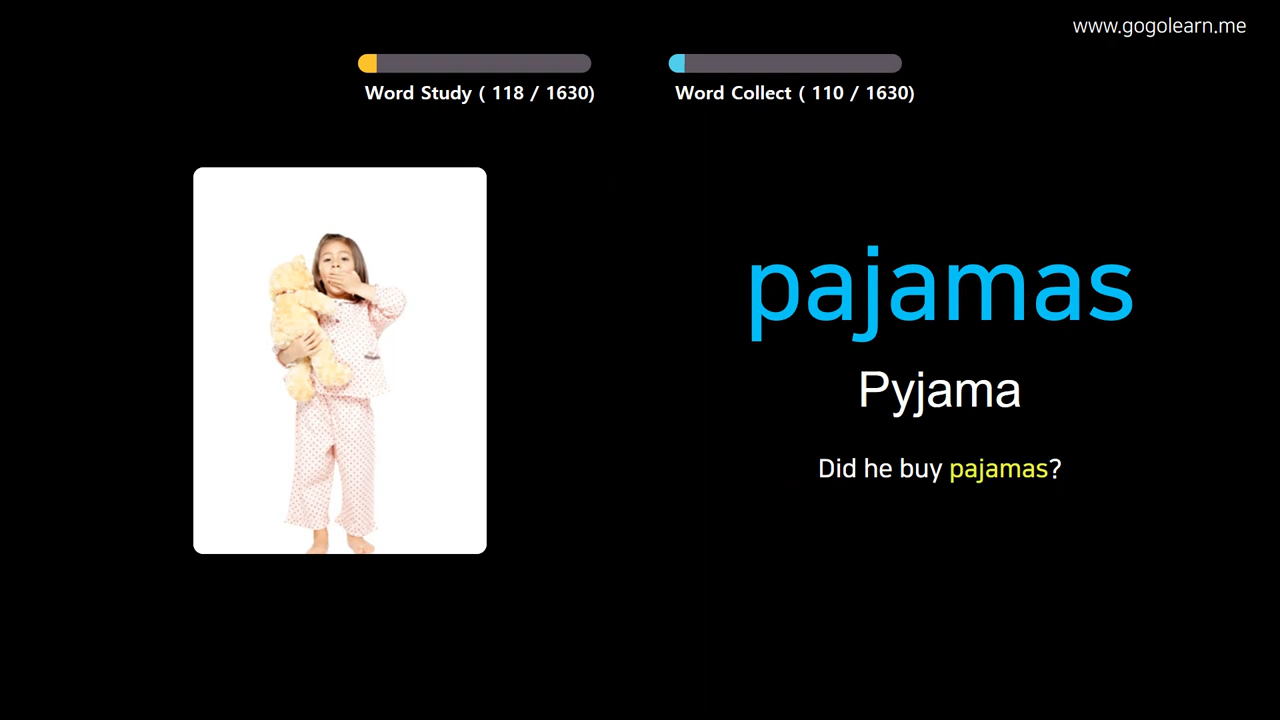 www.gogolearn.me
Word Study ( 118 / 1630)
Word Collect ( 110 / 1630)
pajamas
Pyjama
Did he buy pajamas?